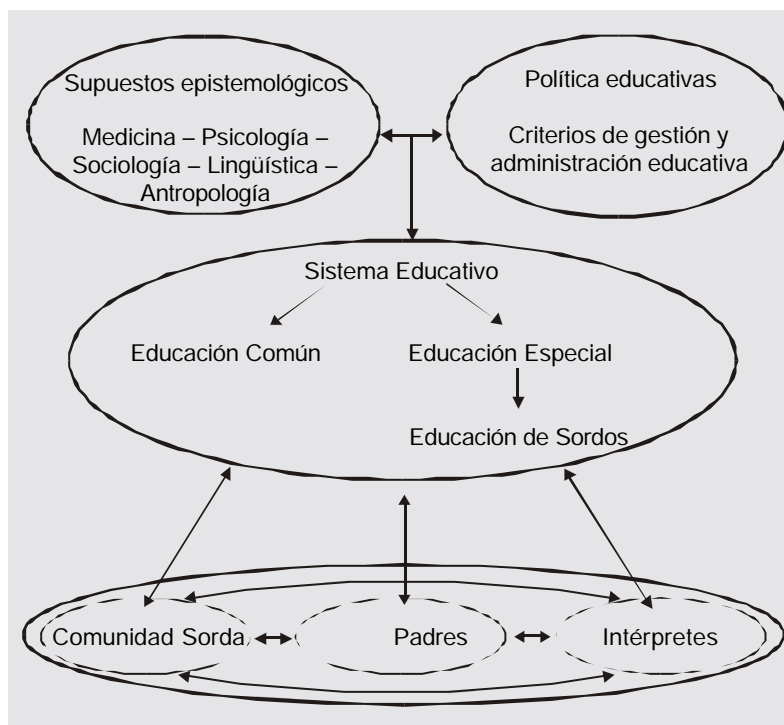 Supuestos epistemológicos
Medicina – Psicología –
Sociología – Lingüística –
Antropología
Política educativas
Criterios de gestión y
administración educativa
Sistema Educativo
Educación Común
Educación Especial
Educación de Sordos
Comunidad Sorda
Padres
Intérpretes